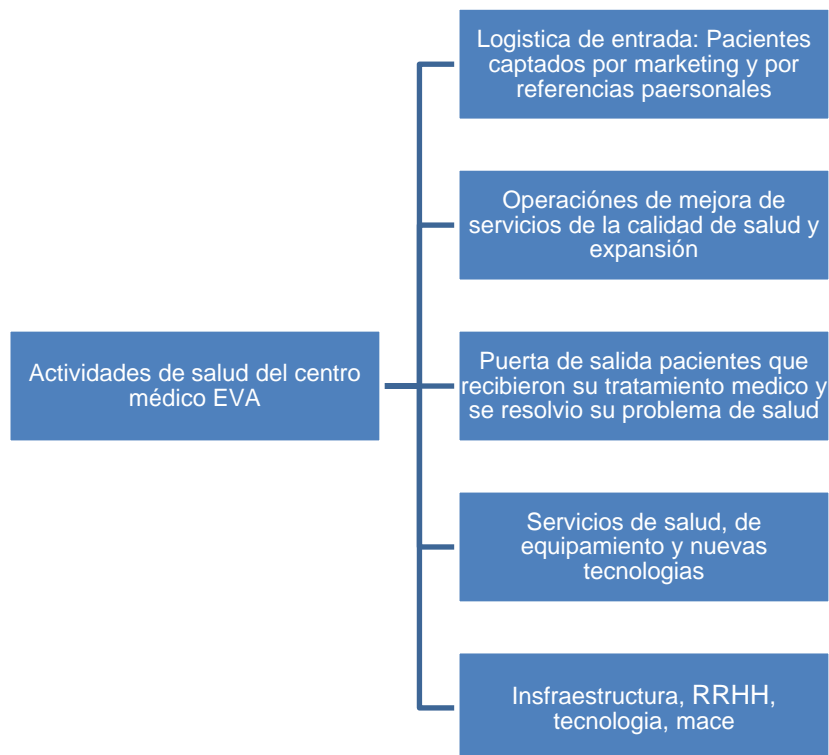 Logistica de entrada: Pacientes
captados por marketing y por
referencias paersonales
Operaciónes de mejora de
servicios de la calidad de salud y
expansión
Actividades de salud del centro
médico EVA
Puerta de salida pacientes que
recibieron su tratamiento medico y
se resolvio su problema de salud
Servicios de salud, de
equipamiento y nuevas
tecnologias
Insfraestructura, RRHH,
tecnologia, mace